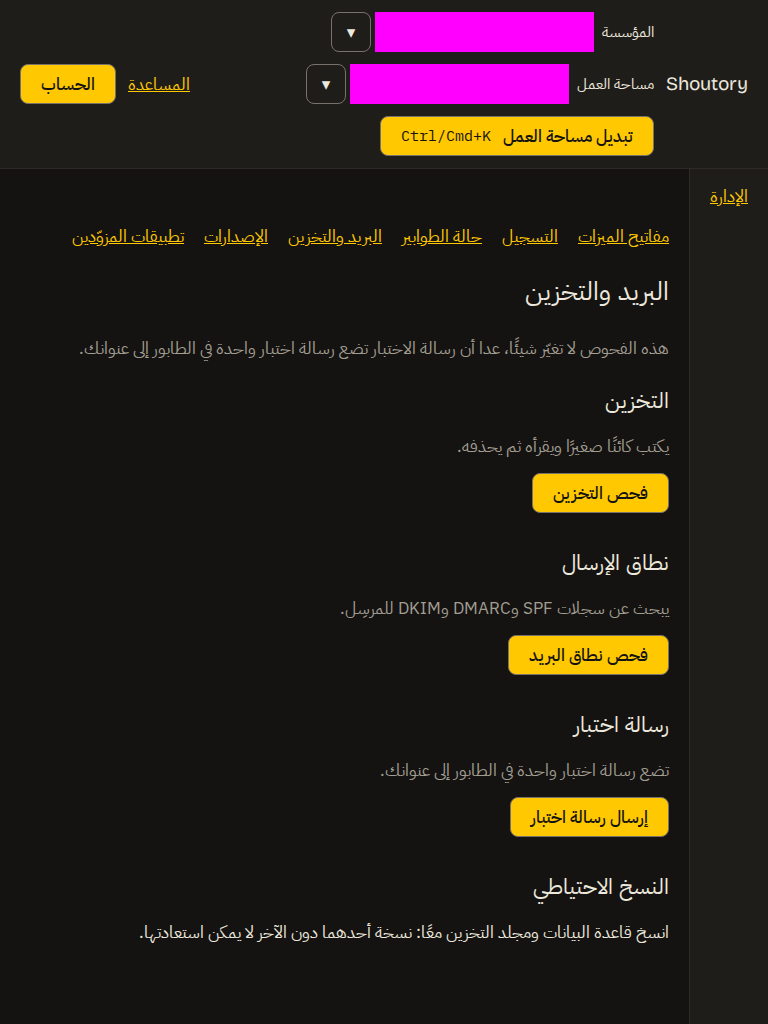 المؤسسة ▼
Shoutory مساحة العمل ▼ المساعدة الحساب
تبديل مساحة العمل Ctrl/Cmd+K
الإدارة
مفاتيح الميزات التسجيل حالة الطوابير البريد والتخزين الإصدارات تطبيقات المزوّدين
البريد والتخزين
هذه الفحوص لا تغيّر شيئًا، عدا أن رسالة الاختبار تضع رسالة اختبار واحدة في الطابور إلى عنوانك.
التخزين
يكتب كائنًا صغيرًا ويقرأه ثم يحذفه.
فحص التخزين
نطاق الإرسال
يبحث عن سجلات SPF وDMARC وDKIM للمرسِل.
فحص نطاق البريد
رسالة اختبار
تضع رسالة اختبار واحدة في الطابور إلى عنوانك.
إرسال رسالة اختبار
النسخ الاحتياطي
انسخ قاعدة البيانات ومجلد التخزين معًا: نسخة أحدهما دون الآخر لا يمكن استعادتها.